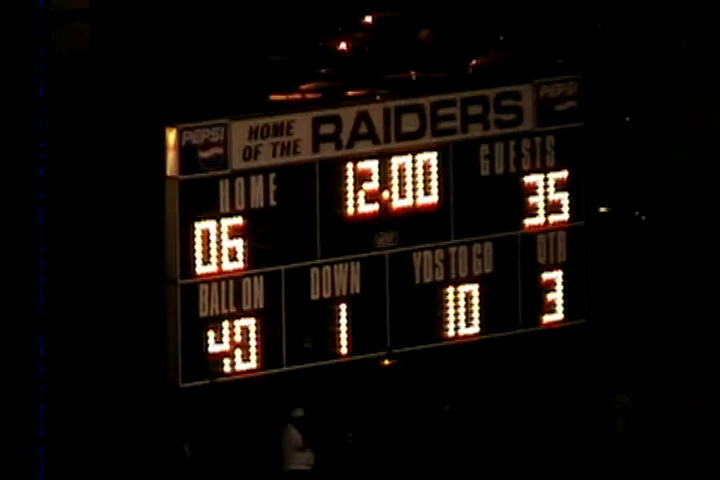 PEPSI HOME OF THE RAIDERS PEPSI
HOME 12:00 GUESTS
06 35
BALL ON DOWN YDS TO GO QTR
40 1 10 3